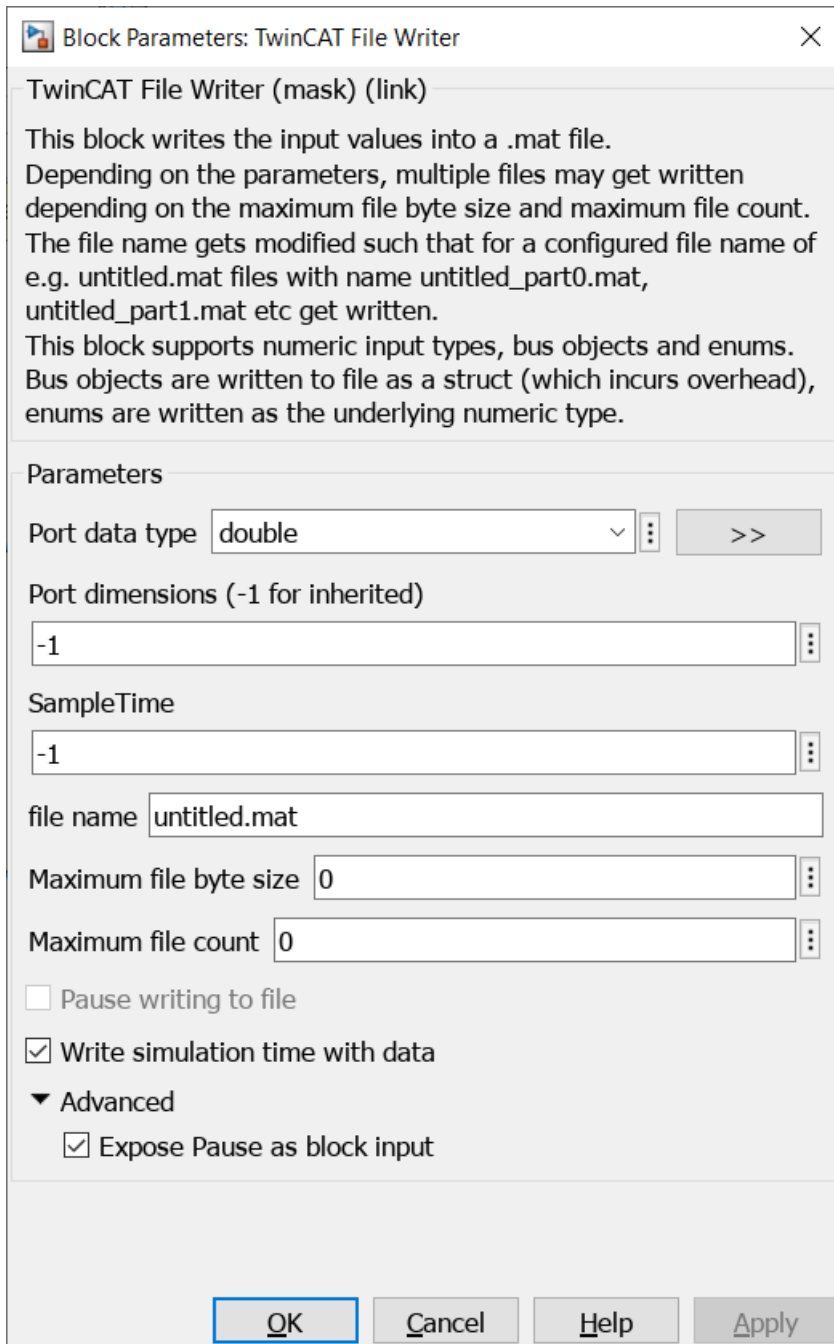 Block Parameters: TwinCAT File Writer
TwinCAT File Writer (mask) (link)
This block writes the input values into a .mat file.
Depending on the parameters, multiple files may get written
depending on the maximum file byte size and maximum file count.
The file name gets modified such that for a configured file name of
e.g. untitled.mat files with name untitled_part0.mat,
untitled_part1.mat etc get written.
This block supports numeric input types, bus objects and enums.
Bus objects are written to file as a struct (which incurs overhead),
enums are written as the underlying numeric type.
Parameters
Port data type double >>
Port dimensions (-1 for inherited)
-1
SampleTime
-1
file name untitled.mat
Maximum file byte size 0
Maximum file count 0
Pause writing to file
Write simulation time with data
Advanced
Expose Pause as block input
OK Cancel Help Apply